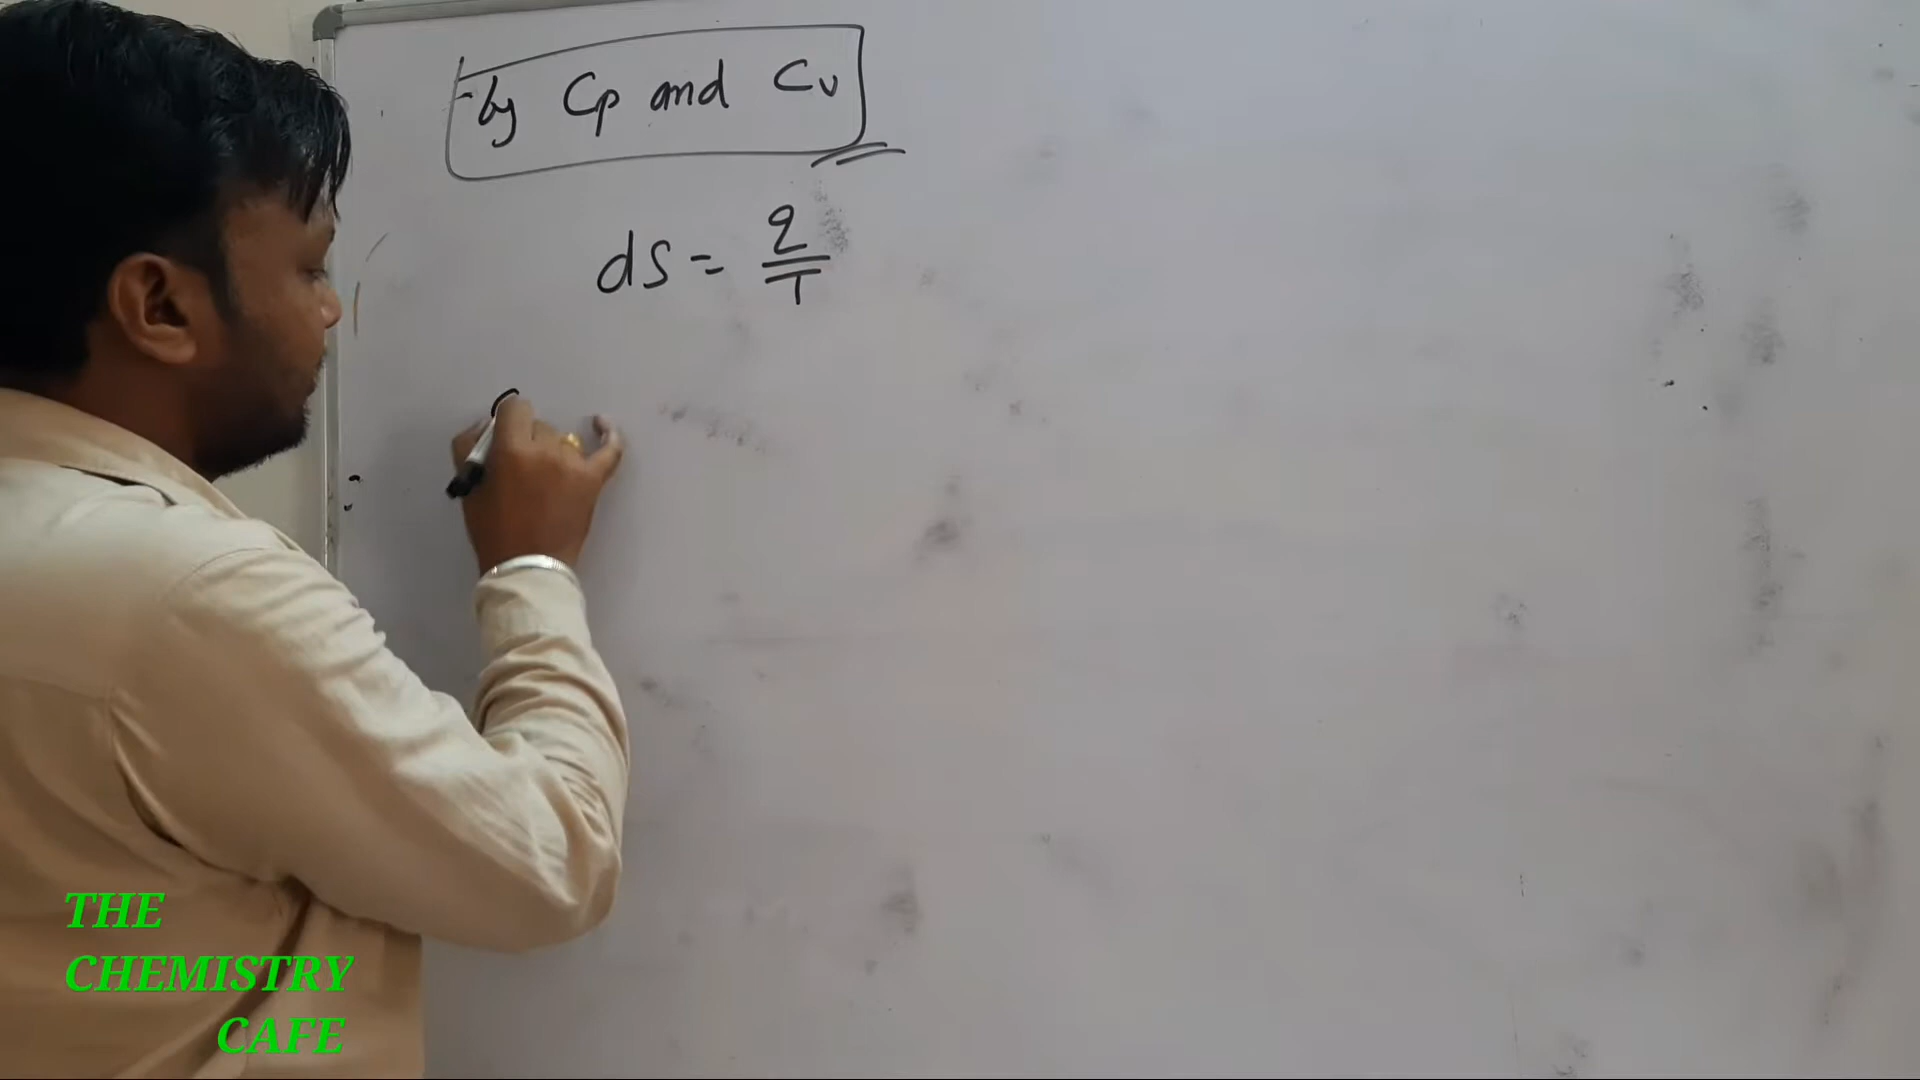 by Cp and Cv
dS = q/T
THE
CHEMISTRY
CAFE